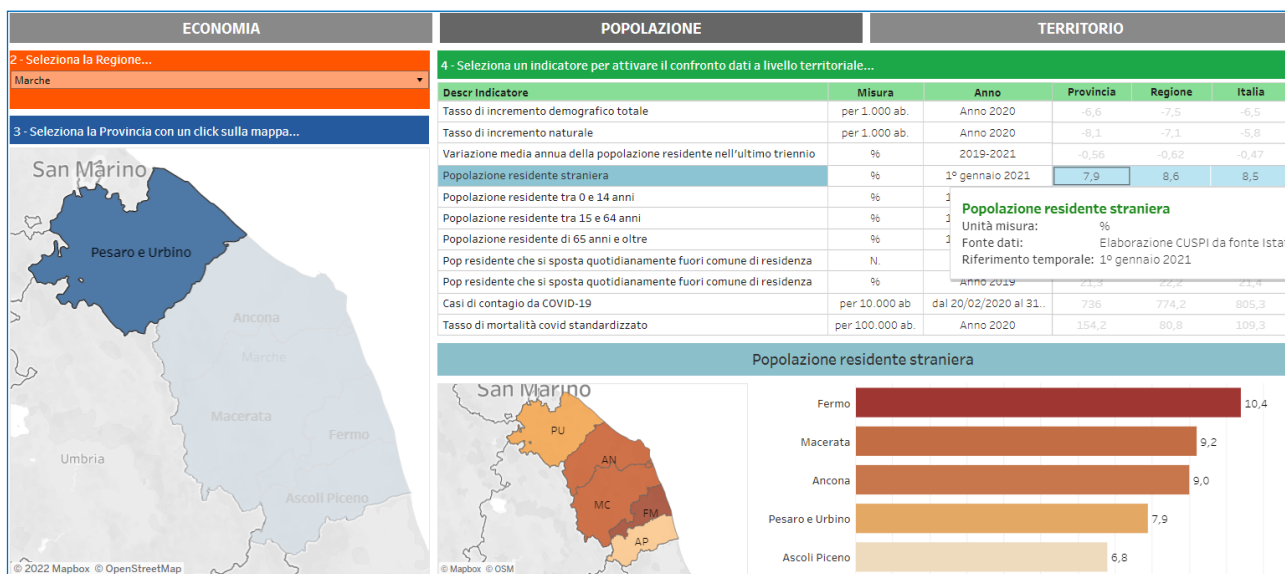 ECONOMIA
POPOLAZIONE
TERRITORIO
2 - Seleziona la Regione...
Marche
3 - Seleziona la Provincia con un click sulla mappa...
San Marino
Pesaro e Urbino
Ancona
Marche
Macerata
Fermo
Umbria
Ascoli Piceno
© 2022 Mapbox © OpenStreetMap
4 - Seleziona un indicatore per attivare il confronto dati a livello territoriale...
Descr Indicatore Misura Anno Provincia Regione Italia
Tasso di incremento demografico totale per 1.000 ab. Anno 2020 -6,6 -7,5 -6,5
Tasso di incremento naturale per 1.000 ab. Anno 2020 -8,1 -7,1 -5,8
Variazione media annua della popolazione residente nell'ultimo triennio % 2019-2021 -0,56 -0,62 -0,47
Popolazione residente straniera % 1º gennaio 2021 7,9 8,6 8,5
Popolazione residente tra 0 e 14 anni % 1
Popolazione residente tra 15 e 64 anni % 1
Popolazione residente di 65 anni e oltre % 1
Pop residente che si sposta quotidianamente fuori comune di residenza N.
Pop residente che si sposta quotidianamente fuori comune di residenza % Anno 2019 21,3 22,2 21,4
Casi di contagio da COVID-19 per 10.000 ab dal 20/02/2020 al 31.. 736 774,2 805,3
Tasso di mortalità covid standardizzato per 100.000 ab. Anno 2020 154,2 80,8 109,3
Popolazione residente straniera
Unità misura: %
Fonte dati: Elaborazione CUSPI da fonte Ista
Riferimento temporale: 1º gennaio 2021
Popolazione residente straniera
San Marino
PU
AN
MC
FM
AP
© Mapbox © OSM
Fermo 10,4
Macerata 9,2
Ancona 9,0
Pesaro e Urbino 7,9
Ascoli Piceno 6,8